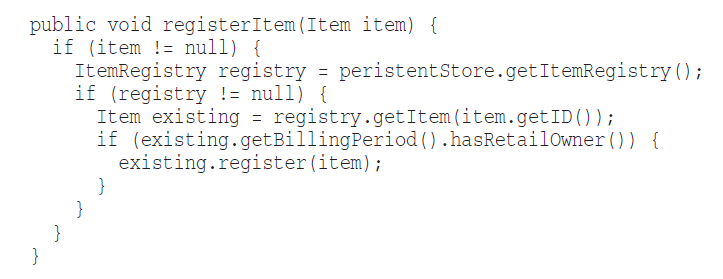 public void registerItem(Item item) {
  if (item != null) {
    ItemRegistry registry = peristentStore.getItemRegistry();
    if (registry != null) {
      Item existing = registry.getItem(item.getID());
      if (existing.getBillingPeriod().hasRetailOwner()) {
        existing.register(item);
      }
    }
  }
}